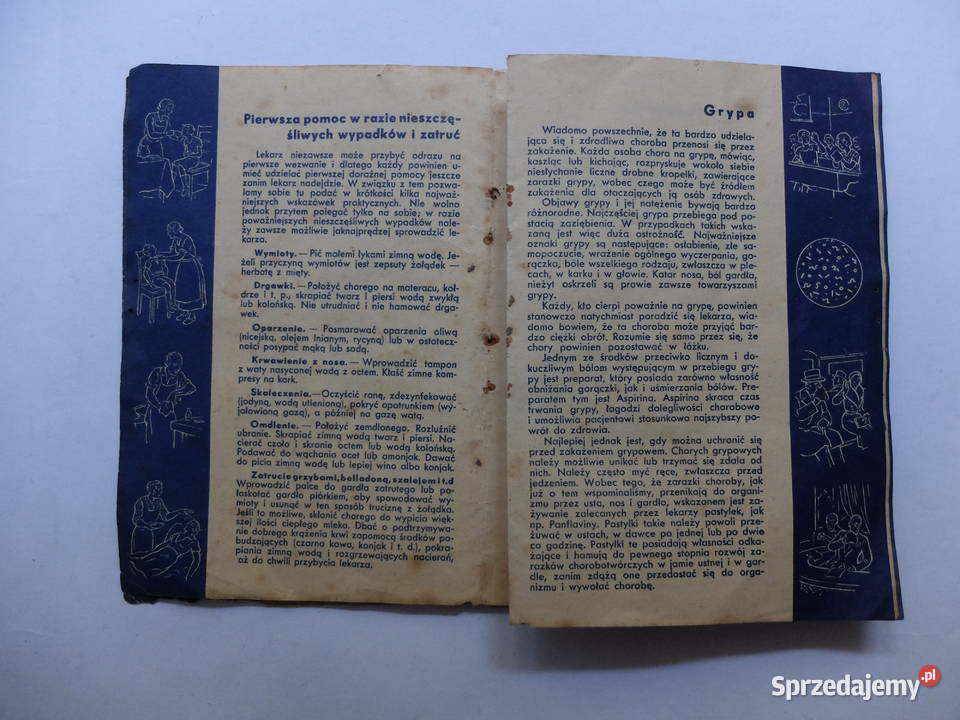 Pierwsza pomoc w razie nieszczę-
śliwych wypadków i zatruć
Lekarz niezawsze może przybyć odrazu na
pierwsze wezwanie i dlatego każdy powinien u-
mieć udzielać pierwszej doraźnej pomocy jeszcze
zanim lekarz nadejdzie. W związku z tem pozwa-
lamy sobie tu podać w krótkości kilka najważ-
niejszych wskazówek praktycznych. Nie wolno
jednak przytem polegać tylko na sobie; w razie
poważniejszych nieszczęśliwych wypadków nale-
ży zawsze możliwie jaknajprędzej sprowadzić le-
karza.
Wymioty. — Pić małemi łykami zimną wodę. Je-
żeli przyczyną wymiotów jest zepsuty żołądek —
herbatę z mięty.
Drgawki. — Położyć chorego na materacu, koł-
drze i t. p., skrapiać twarz i piersi wodą zwykłą
lub kolońską. Nie utrudniać i nie hamować drga-
wek.
Oparzenie. — Posmarować oparzenia oliwą
(nicejską, olejem lnianym, rycyną) lub w ostatecz-
ności posypać mąką lub sodą.
Krwawienie z nosa. — Wprowadzić tampon
z waty nasyconej wodą z octem. Kłaść zimne kom-
presy na kark.
Skaleczenia.—Oczyścić ranę, zdezynfekować
(jodyną, wodą utlenioną), pokryć opatrunkiem (wy-
jałowioną gazą), a później na gazę watą.
Omdlenie. — Położyć zemdlonego. Rozluźnić
ubranie. Skrapiać zimną wodą twarz i piersi. Na-
cierać czoło i skronie octem lub wodą kolońską.
Podawać do wąchania ocet lub amonjak. Dawać
do picia zimną wodę lub lepiej wino albo konjak.
Zatrucie grzybami, belladoną, szalejem i t.d
Wprowadzić palce do gardła zatrutego lub po-
łaskotać gardło piórkiem, aby spowodować wy-
mioty i usunąć w ten sposób truciznę z żołądka.
Jeśli to możliwe, skłonić chorego do wypicia więk-
szej ilości ciepłego mleka. Dbać o podtrzymywa-
nie dobrego krążenia krwi zapomocą środków po-
budzających (czarna kawa, konjak i t. d.), pokra-
piania zimną wodą i rozgrzewających nacierań,
aż do chwili przybycia lekarza.
Grypa
Wiadomo powszechnie, że ta bardzo udziela-
jąca się i zdradliwa choroba przenosi się przez
zakażenie. Każda osoba chora na grypę, mówiąc,
kaszląc lub kichając, rozpryskuje wokoło siebie
niesłychanie liczne drobne kropelki, zawierające
zarazki grypy, wobec czego może być źródłem
zakażenia dla otaczających ją osób zdrowych.
Objawy grypy i jej natężenie bywają bardzo
różnorodne. Najczęściej grypa przebiega pod po-
stacią zaziębienia. W przypadkach takich wska-
zaną jest więc duża ostrożność. Najważniejsze
oznaki grypy są następujące: osłabienie, złe sa-
mopoczucie, wrażenie ogólnego wyczerpania, go-
rączka, bóle wszelkiego rodzaju, zwłaszcza w ple-
cach, w karku i w głowie. Katar nosa, ból gardła,
nieżyt oskrzeli są prawie zawsze towarzyszami
grypy.
Każdy, kto cierpi poważnie na grypę, powinien
stanowczo natychmiast poradzić się lekarza, wia-
domo bowiem, że ta choroba może przyjąć bar-
dzo ciężki obrót. Rozumie się samo przez się, że
chory powinien pozostawać w łóżku.
Jednym ze środków przeciwko licznym i do-
kuczliwym bólom występującym w przebiegu gry-
py jest preparat, który posiada zarówno własność
obniżania gorączki, jak i uśmierzania bólów. Pre-
paratem tym jest Aspirina. Aspirina skraca czas
trwania grypy, łagodzi dolegliwości chorobowe
i umożliwia pacjentowi stosunkowo najszybszy po-
wrót do zdrowia.
Najlepiej jednak jest, gdy można uchronić się
przed zakażeniem grypowem. Chorych grypowych
należy możliwie unikać lub trzymać się zdala od
nich. Należy często myć ręce, zwłaszcza przed
jedzeniem. Wobec tego, że zarazki choroby, jak
już o tem wspominaliśmy, przenikają do organiz-
mu przez usta, nos i gardło, wskazanem jest za-
żywanie zalecanych przez lekarzy pastylek, jak
np. Panflaviny. Pastylki takie należy powoli prze-
żuwać w ustach, w dawce po jednej lub po dwie
co godzinę. Pastylki te posiadają własności odka-
żające i hamują do pewnego stopnia rozwój za-
razków chorobotwórczych w jamie ustnej i w gar-
dle, zanim zdążą one przedostać się do orga-
nizmu i wywołać chorobę.
Sprzedajemy.pl